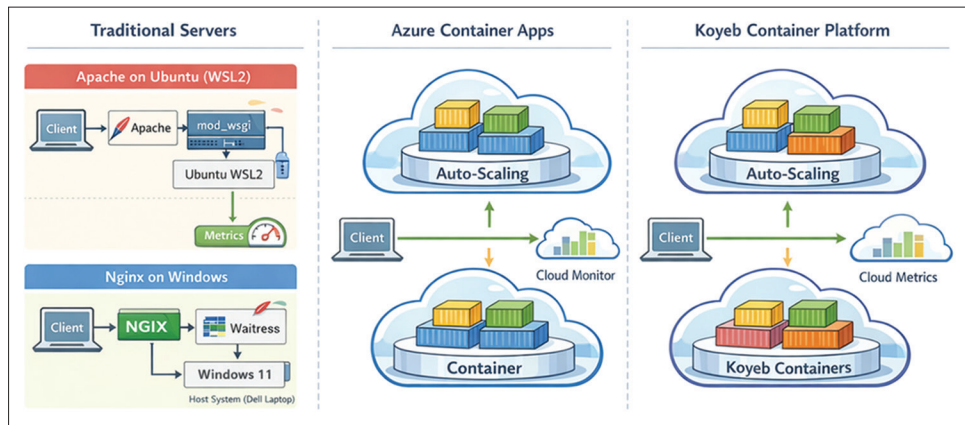 Traditional Servers
Apache on Ubuntu (WSL2)
Client
Apache
mod_wsgi
Ubuntu WSL2
Metrics
Nginx on Windows
Client
NGIX
Waitress
Windows 11
Host System (Dell Laptop)
Azure Container Apps
Auto-Scaling
Client
Cloud Monitor
Container
Koyeb Container Platform
Auto-Scaling
Client
Cloud Metrics
Koyeb Containers